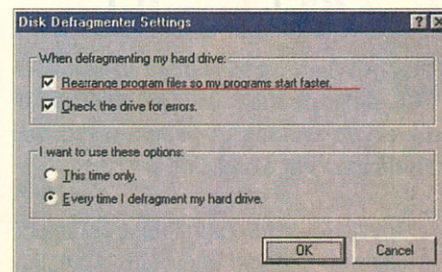 Disk Defragmenter Settings
When defragmenting my hard drive:
Rearrange program files so my programs start faster.
Check the drive for errors.
I want to use these options:
This time only.
Every time I defragment my hard drive.
OK
Cancel